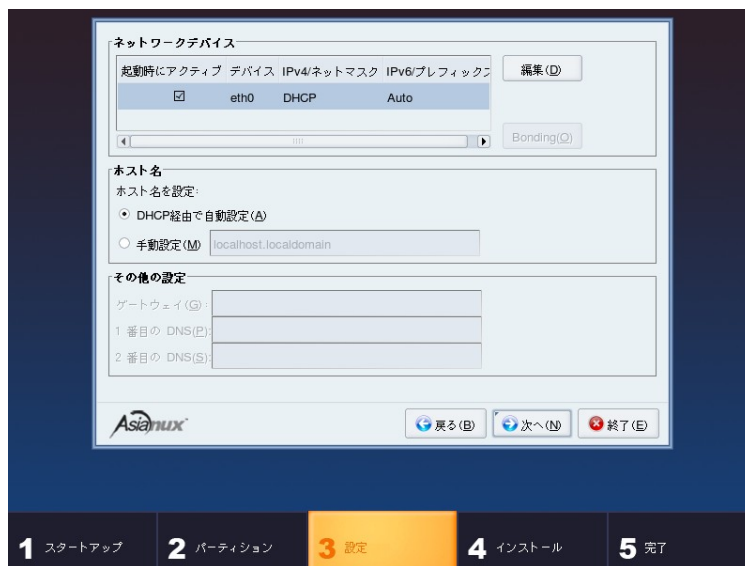 ネットワークデバイス
起動時にアクティブ デバイス IPv4/ネットマスク IPv6/プレフィックス
編集(D)
eth0 DHCP Auto
Bonding(O)
ホスト名
ホスト名を設定:
DHCP経由で自動設定(A)
手動設定(M) localhost.localdomain
その他の設定
ゲートウェイ(G):
1 番目の DNS(P):
2 番目の DNS(S):
Asianux
戻る(B) 次へ(N) 終了(E)
1 スタートアップ 2 パーティション 3 設定 4 インストール 5 完了